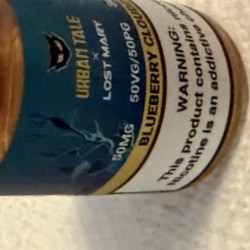 URBAN TALE
X
LOST MARY
50VG/50PG
50MG
BLUEBERRY CLOUD
WARNING:
This product contains
Nicotine is an addictive